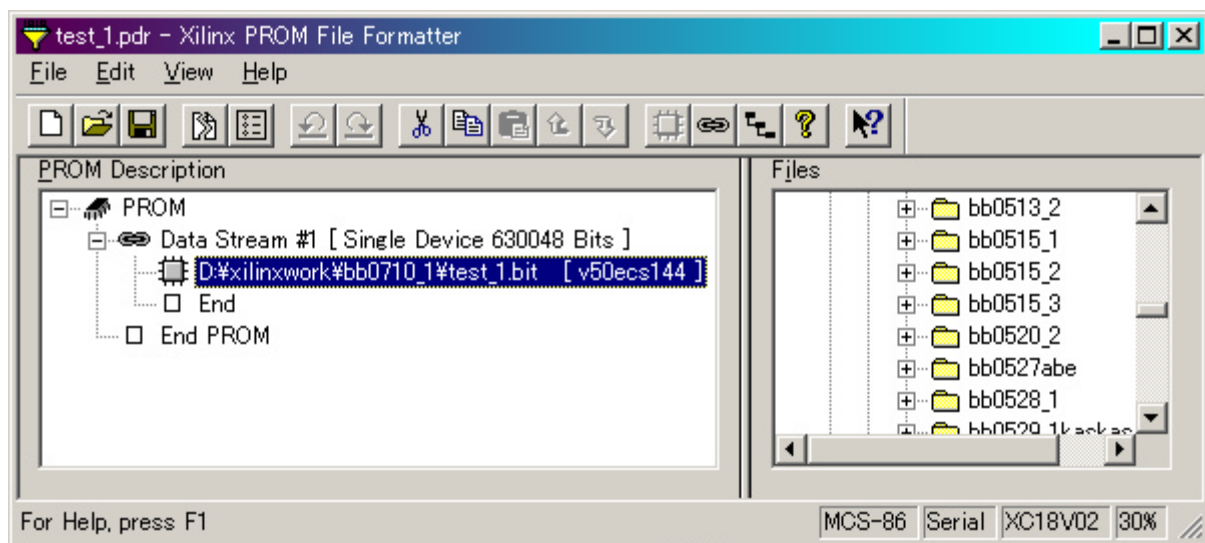 test_1.pdr - Xilinx PROM File Formatter
File Edit View Help
PROM Description
PROM
Data Stream #1 [ Single Device 630048 Bits ]
D:¥xilinxwork¥bb0710_1¥test_1.bit [ v50ecs144 ]
End
End PROM
Files
bb0513_2
bb0515_1
bb0515_2
bb0515_3
bb0520_2
bb0527abe
bb0528_1
For Help, press F1
MCS-86 Serial XC18V02 30%